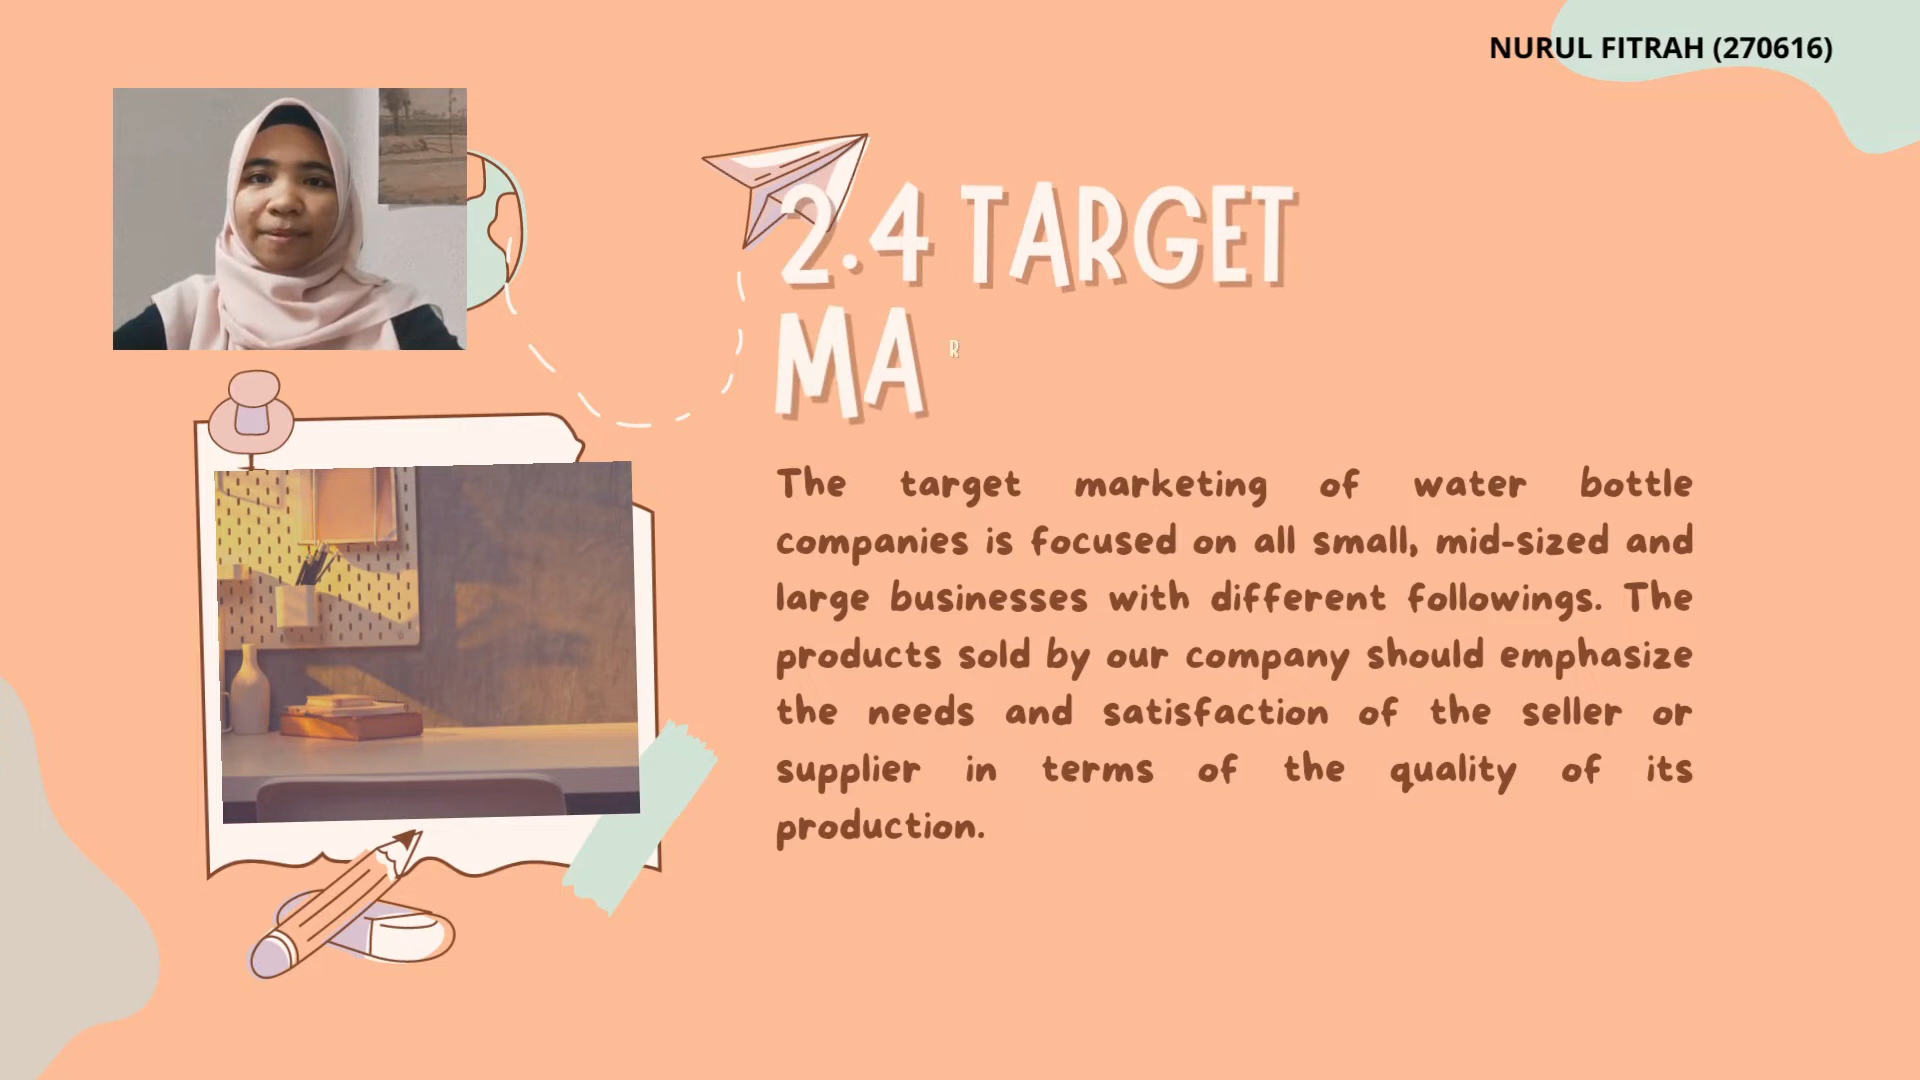 NURUL FITRAH (270616)
2.4 TARGET
MAR
The target marketing of water bottle
companies is focused on all small, mid-sized and
large businesses with different followings. The
products sold by our company should emphasize
the needs and satisfaction of the seller or
supplier in terms of the quality of its
production.